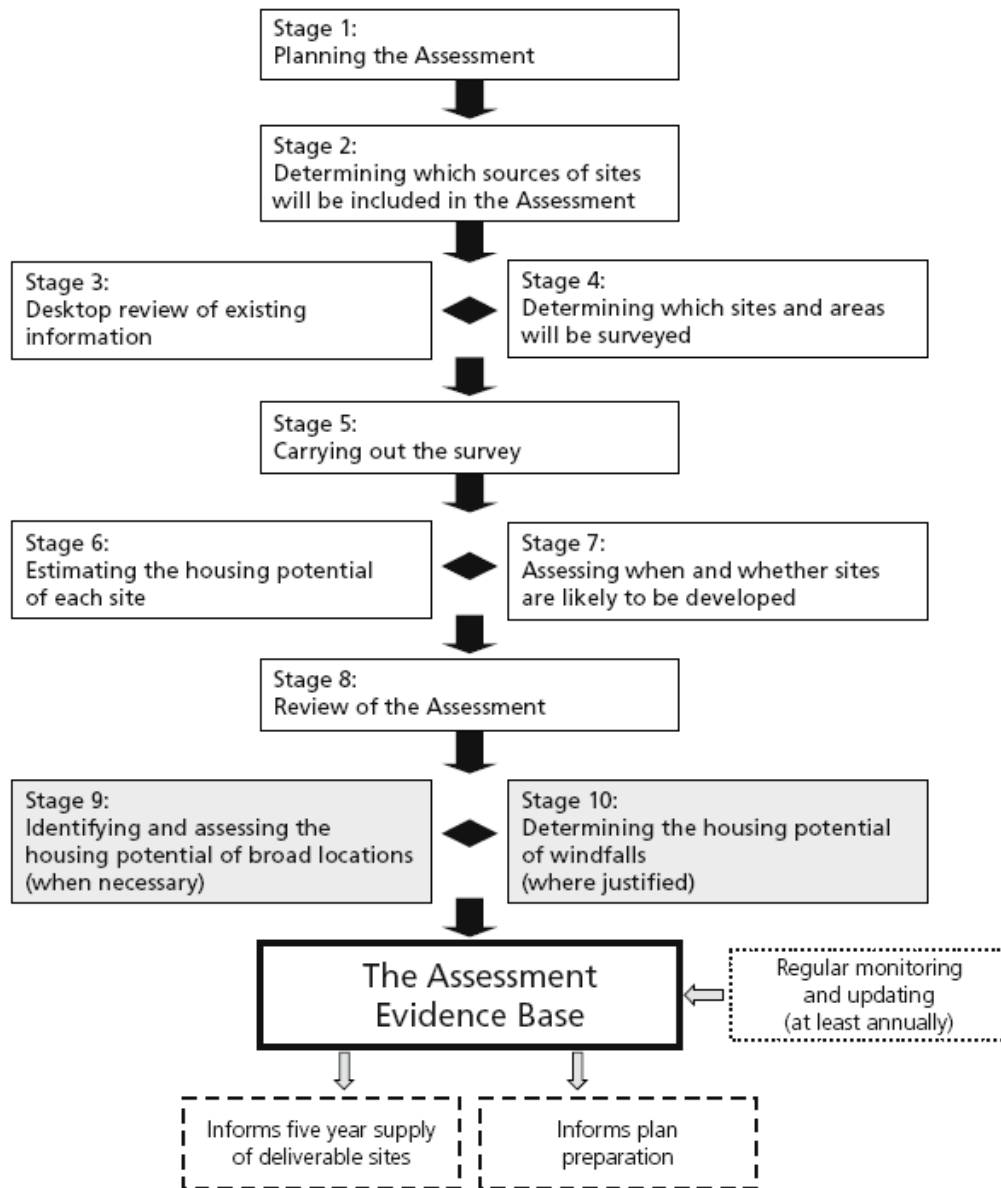 Stage 1:
Planning the Assessment
Stage 2:
Determining which sources of sites
will be included in the Assessment
Stage 3:
Desktop review of existing
information
Stage 4:
Determining which sites and areas
will be surveyed
Stage 5:
Carrying out the survey
Stage 6:
Estimating the housing potential
of each site
Stage 7:
Assessing when and whether sites
are likely to be developed
Stage 8:
Review of the Assessment
Stage 9:
Identifying and assessing the
housing potential of broad locations
(when necessary)
Stage 10:
Determining the housing potential
of windfalls
(where justified)
The Assessment
Evidence Base
Regular monitoring
and updating
(at least annually)
Informs five year supply
of deliverable sites
Informs plan
preparation